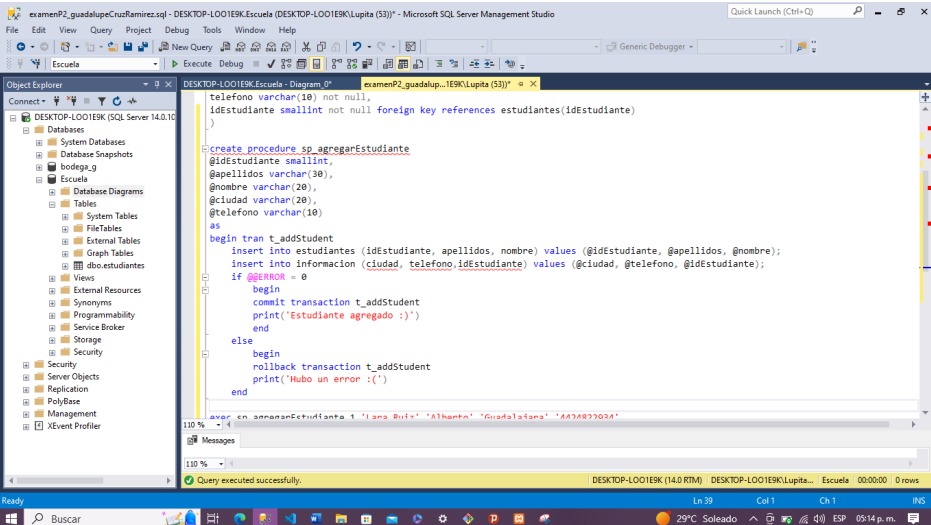 examenP2_guadalupeCruzRamirez.sql - DESKTOP-LOO1E9K.Escuela (DESKTOP-LOO1E9K\Lupita (53))* - Microsoft SQL Server Management Studio
Quick Launch (Ctrl+Q)
File Edit View Query Project Debug Tools Window Help
New Query
Generic Debugger
Escuela
Execute Debug
Object Explorer
DESKTOP-LOO1E9K.Escuela - Diagram_0*
examenP2_guadalup...1E9K\Lupita (53))*
Connect
DESKTOP-LOO1E9K (SQL Server 14.0.10
Databases
System Databases
Database Snapshots
bodega_g
Escuela
Database Diagrams
Tables
System Tables
FileTables
External Tables
Graph Tables
dbo.estudiantes
Views
External Resources
Synonyms
Programmability
Service Broker
Storage
Security
Security
Server Objects
Replication
PolyBase
Management
XEvent Profiler
telefono varchar(10) not null,
idEstudiante smallint not null foreign key references estudiantes(idEstudiante)
)
create procedure sp_agregarEstudiante
@idEstudiante smallint,
@apellidos varchar(30),
@nombre varchar(20),
@ciudad varchar(20),
@telefono varchar(10)
as
begin tran t_addStudent
insert into estudiantes (idEstudiante, apellidos, nombre) values (@idEstudiante, @apellidos, @nombre);
insert into informacion (ciudad, telefono,idEstudiante) values (@ciudad, @telefono, @idEstudiante);
if @@ERROR = 0
begin
commit transaction t_addStudent
print('Estudiante agregado :)')
end
else
begin
rollback transaction t_addStudent
print('Hubo un error :(')
end
exec sp_agregarEstudiante 1,'Lara Ruiz','Alberto','Guadalajara','4424822934'
110 %
Messages
110 %
Query executed successfully.
DESKTOP-LOO1E9K (14.0 RTM) DESKTOP-LOO1E9K\Lupita... Escuela 00:00:00 0 rows
Ready
Ln 39 Col 1 Ch 1 INS
Buscar
29°C Soleado
ESP 05:14 p. m.